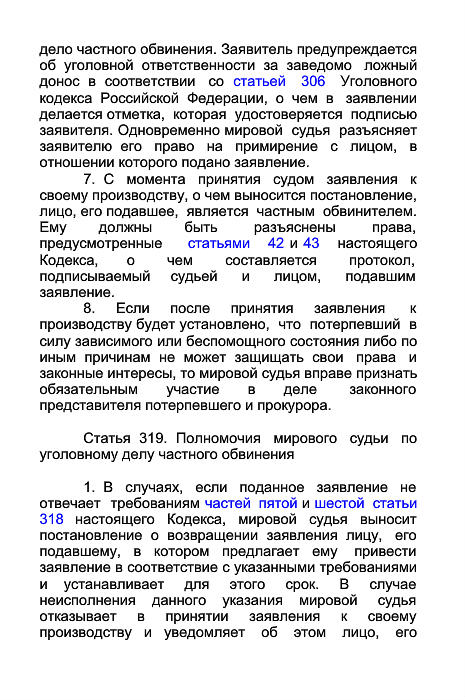 дело частного обвинения. Заявитель предупреждается
об уголовной ответственности за заведомо ложный
донос в соответствии со статьей 306 Уголовного
кодекса Российской Федерации, о чем в заявлении
делается отметка, которая удостоверяется подписью
заявителя. Одновременно мировой судья разъясняет
заявителю его право на примирение с лицом, в
отношении которого подано заявление.
7. С момента принятия судом заявления к
своему производству, о чем выносится постановление,
лицо, его подавшее, является частным обвинителем.
Ему должны быть разъяснены права,
предусмотренные статьями 42 и 43 настоящего
Кодекса, о чем составляется протокол,
подписываемый судьей и лицом, подавшим
заявление.
8. Если после принятия заявления к
производству будет установлено, что потерпевший в
силу зависимого или беспомощного состояния либо по
иным причинам не может защищать свои права и
законные интересы, то мировой судья вправе признать
обязательным участие в деле законного
представителя потерпевшего и прокурора.
Статья 319. Полномочия мирового судьи по
уголовному делу частного обвинения
1. В случаях, если поданное заявление не
отвечает требованиям частей пятой и шестой статьи
318 настоящего Кодекса, мировой судья выносит
постановление о возвращении заявления лицу, его
подавшему, в котором предлагает ему привести
заявление в соответствие с указанными требованиями
и устанавливает для этого срок. В случае
неисполнения данного указания мировой судья
отказывает в принятии заявления к своему
производству и уведомляет об этом лицо, его